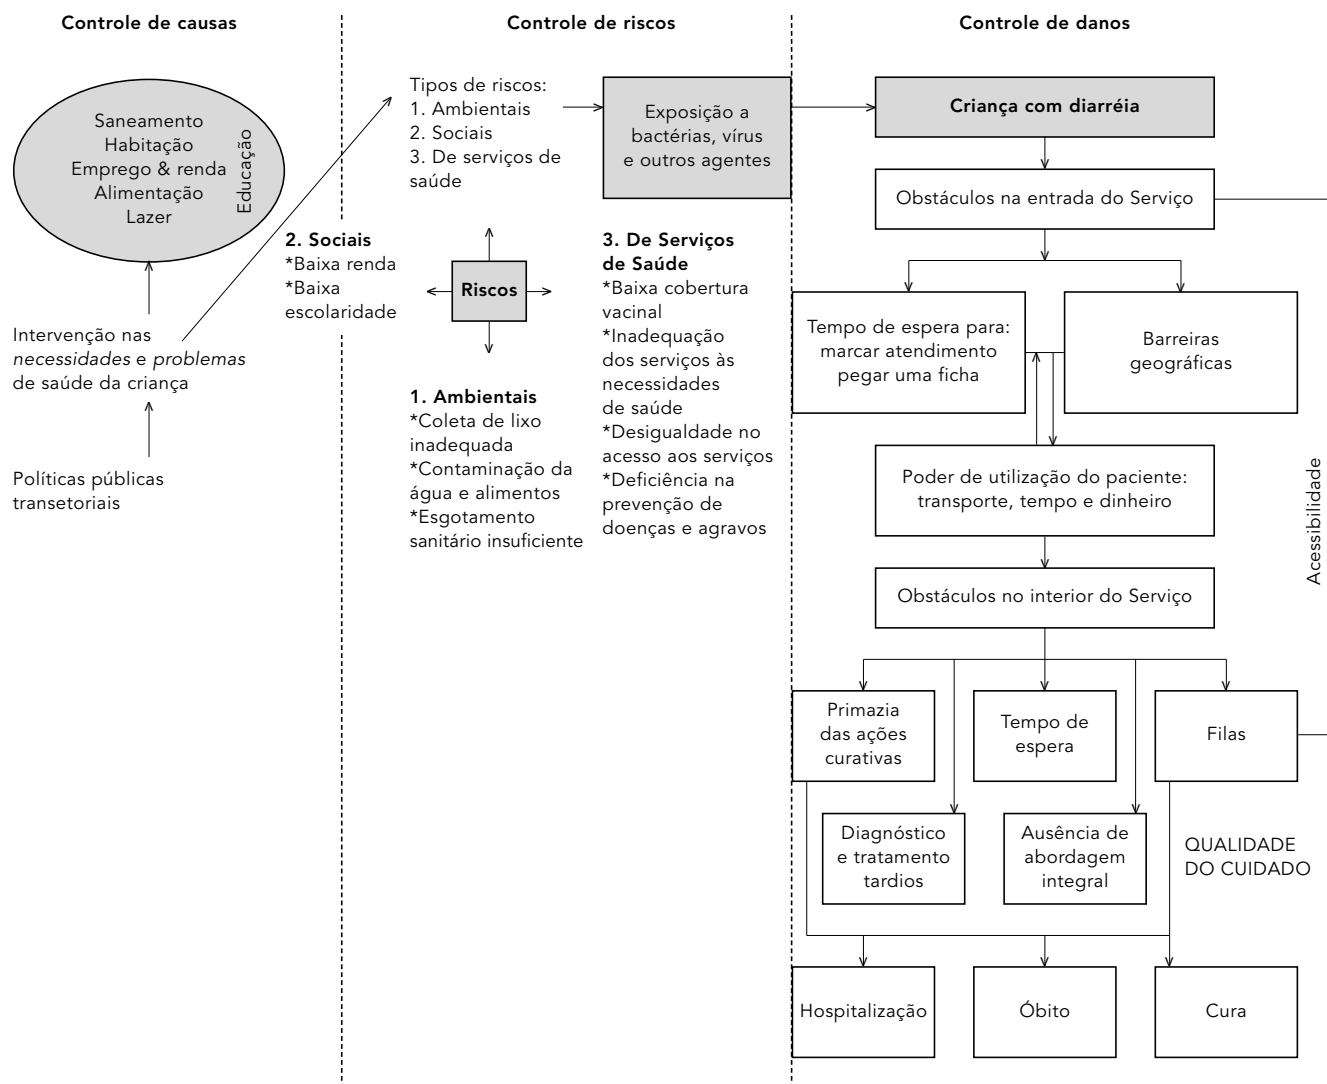 Controle de causas
Saneamento
Habitação
Emprego & renda
Alimentação
Lazer
Educação
Intervenção nas
necessidades e problemas
de saúde da criança
Políticas públicas
transetoriais
Controle de riscos
Tipos de riscos:
1. Ambientais
2. Sociais
3. De serviços de
saúde
Exposição a
bactérias, vírus
e outros agentes
2. Sociais
*Baixa renda
*Baixa
escolaridade
Riscos
1. Ambientais
*Coleta de lixo
inadequada
*Contaminação da
água e alimentos
*Esgotamento
sanitário insuficiente
3. De Serviços
de Saúde
*Baixa cobertura
vacinal
*Inadequação
dos serviços às
necessidades
de saúde
*Desigualdade no
acesso aos serviços
*Deficiência na
prevenção de
doenças e agravos
Controle de danos
Criança com diarréia
Obstáculos na entrada do Serviço
Tempo de espera para:
marcar atendimento
pegar uma ficha
Barreiras
geográficas
Poder de utilização do paciente:
transporte, tempo e dinheiro
Acessibilidade
Obstáculos no interior do Serviço
Primazia
das ações
curativas
Tempo de
espera
Filas
Diagnóstico
e tratamento
tardios
Ausência de
abordagem
integral
QUALIDADE
DO CUIDADO
Hospitalização
Óbito
Cura